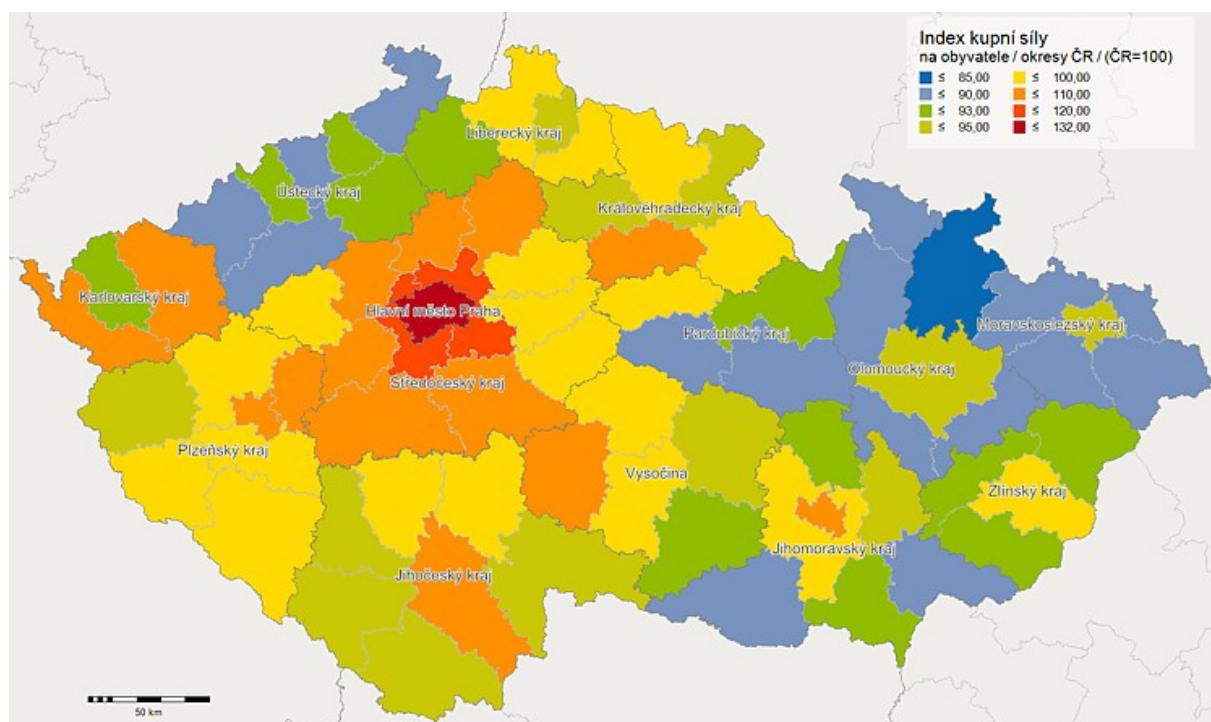 Index kupní síly
na obyvatele / okresy ČR / (ČR=100)
≤ 85,00 ≤ 100,00
≤ 90,00 ≤ 110,00
≤ 93,00 ≤ 120,00
≤ 95,00 ≤ 132,00
Liberecký kraj
Ústecký kraj
Královéhradecký kraj
Karlovarský kraj
Hlavní město Praha
Moravskoslezský kraj
Pardubický kraj
Olomoucký kraj
Středočeský kraj
Plzeňský kraj
Vysočina
Zlínský kraj
Jihomoravský kraj
Jihočeský kraj
50 km